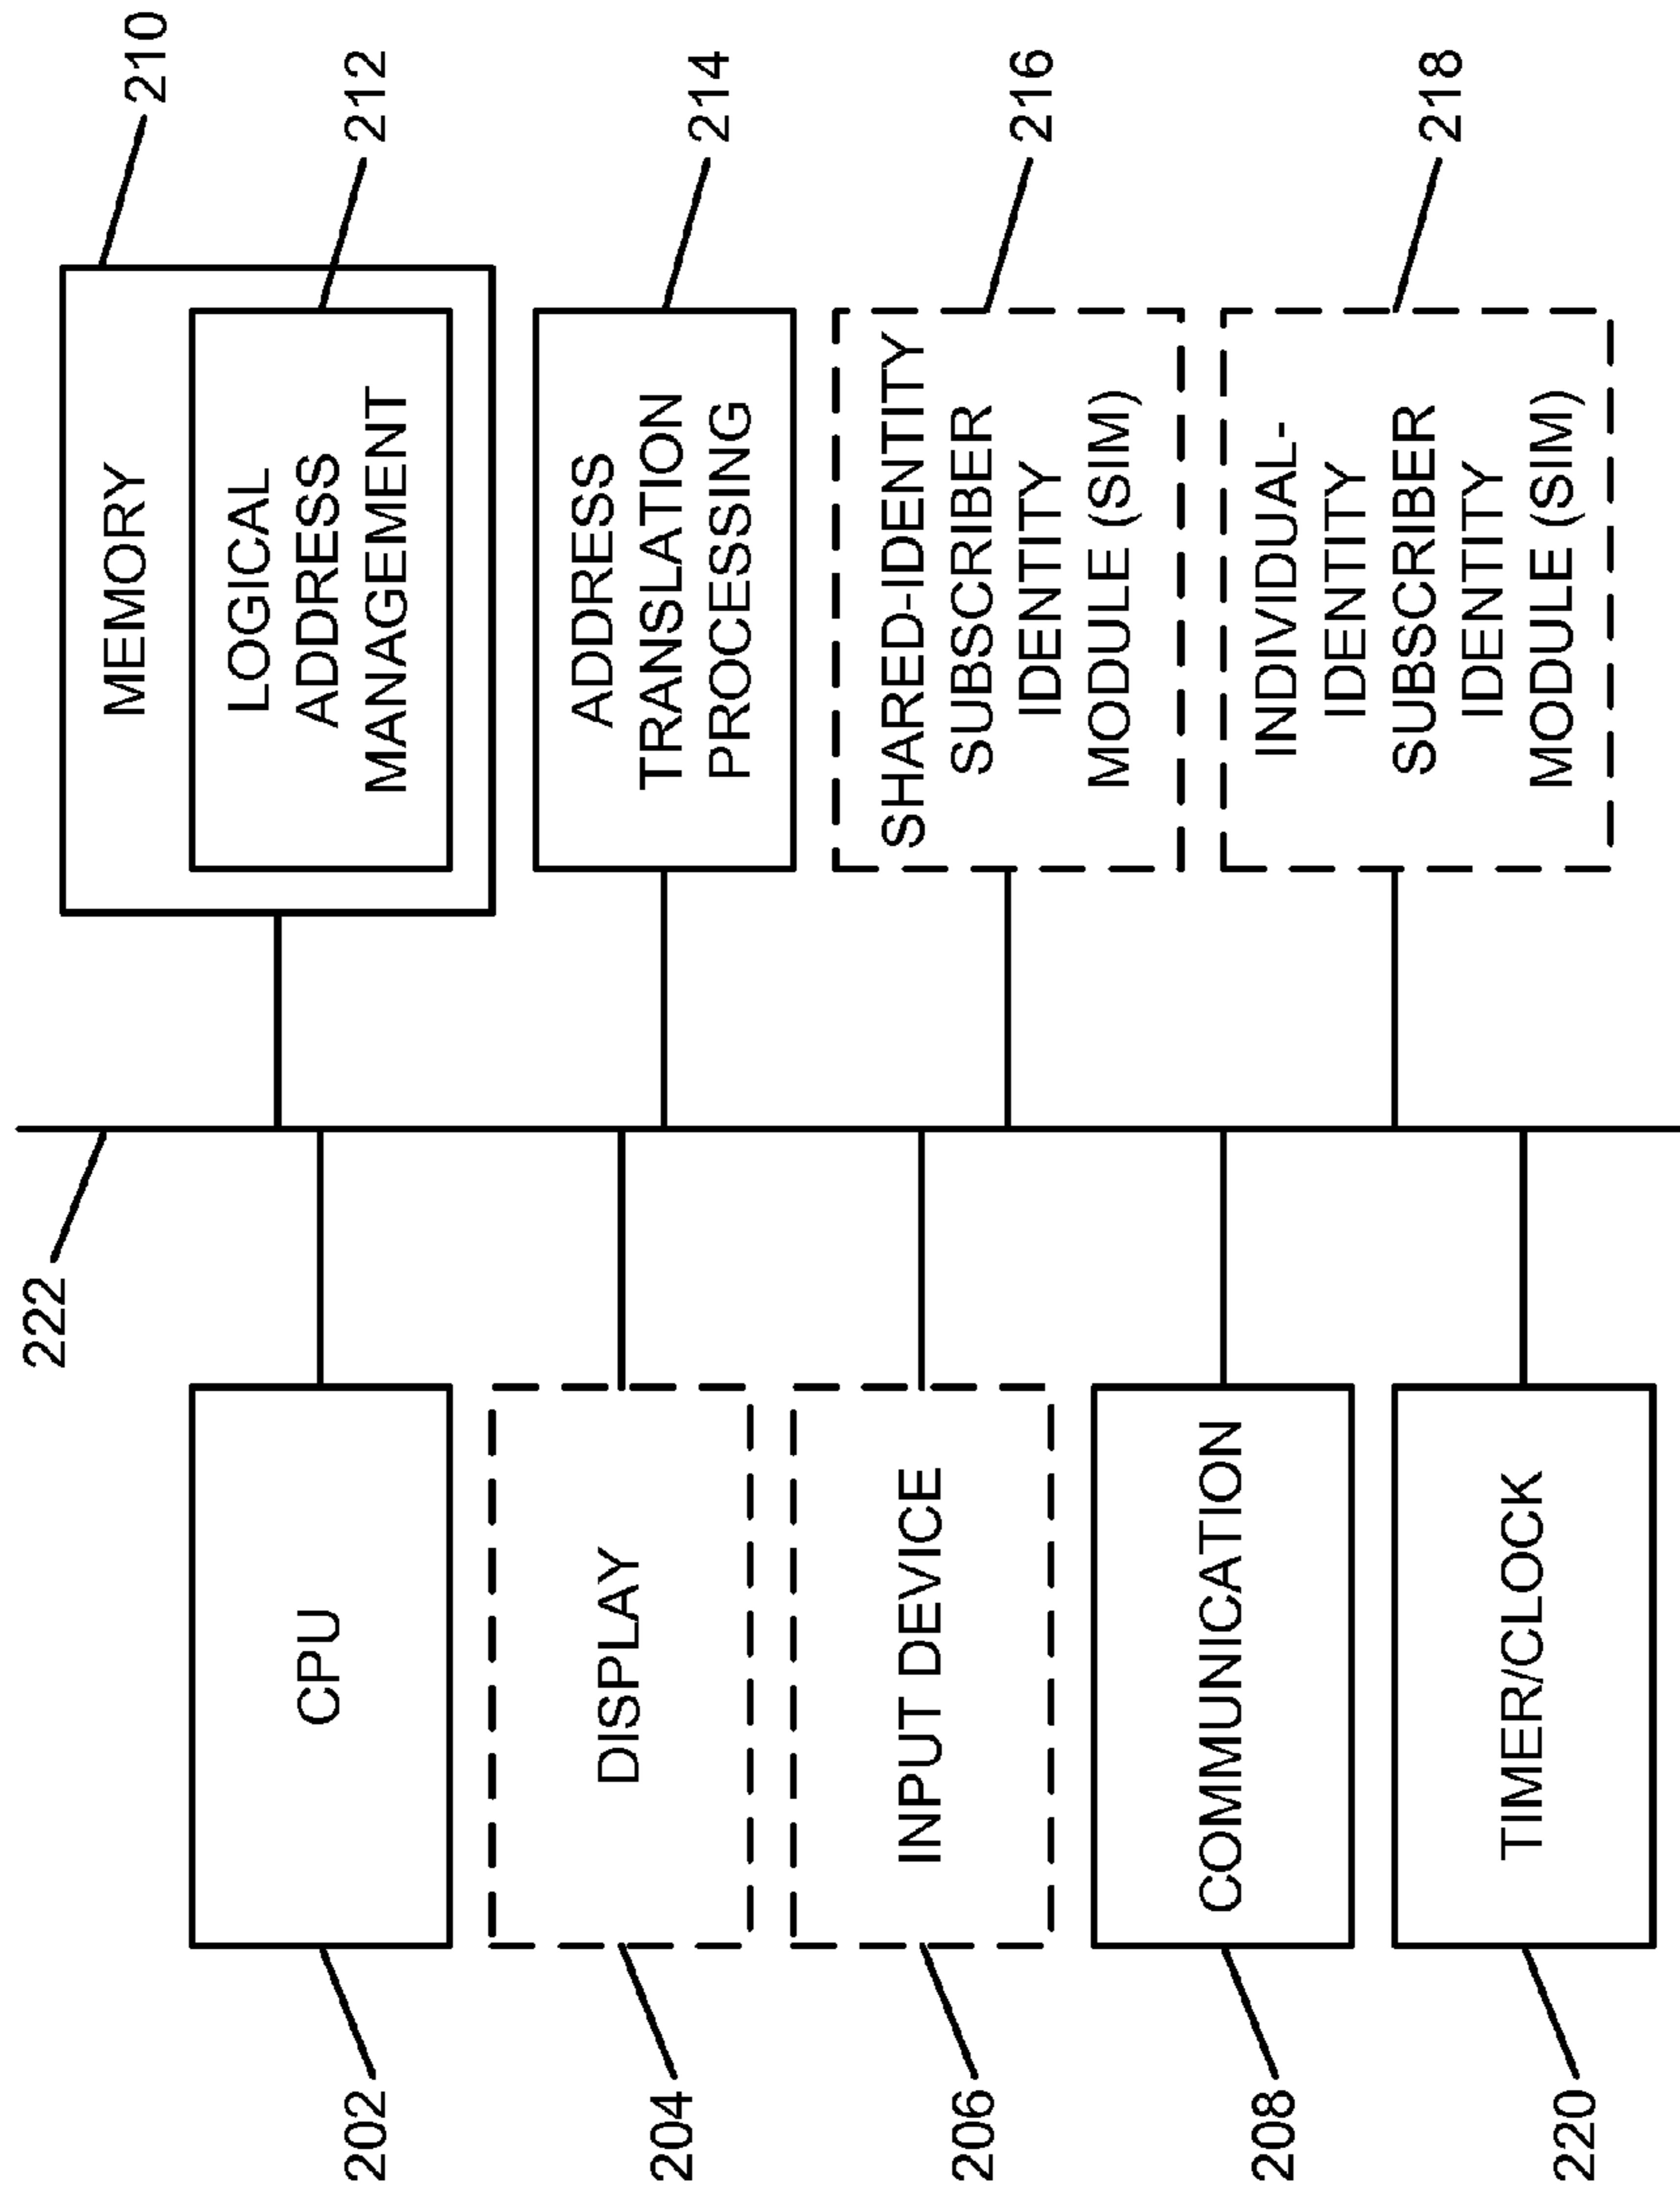 222
202
CPU
204
DISPLAY
206
INPUT DEVICE
208
COMMUNICATION
220
TIMER/CLOCK
MEMORY
210
LOGICAL
ADDRESS
MANAGEMENT
212
ADDRESS
TRANSLATION
PROCESSING
214
SHARED-IDENTITY
SUBSCRIBER
IDENTITY
MODULE (SIM)
216
INDIVIDUAL-
IDENTITY
SUBSCRIBER
IDENTITY
MODULE (SIM)
218